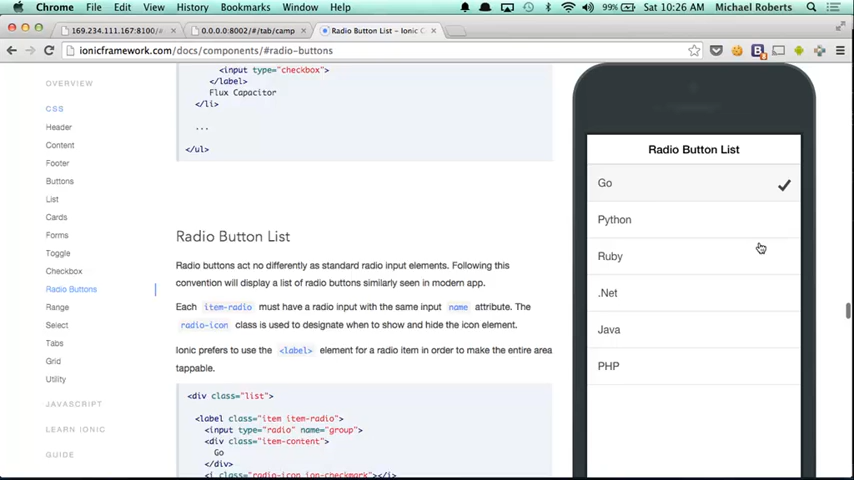 Chrome File Edit View History Bookmarks Window Help 99% Sat 10:26 AM Michael Roberts
169.234.111.167:8100/#
0.0.0.0:8002/#/tab/camp
Radio Button List – Ionic C
ionicframework.com/docs/components/#radio-buttons
OVERVIEW
CSS
Header
Content
Footer
Buttons
List
Cards
Forms
Toggle
Checkbox
Radio Buttons
Range
Select
Tabs
Grid
Utility
JAVASCRIPT
LEARN IONIC
GUIDE
<input type="checkbox">
</label>
Flux Capacitor
</li>
...
</ul>
Radio Button List
Radio buttons act no differently as standard radio input elements. Following this
convention will display a list of radio buttons similarly seen in modern app.
Each item-radio must have a radio input with the same input name attribute. The
radio-icon class is used to designate when to show and hide the icon element.
Ionic prefers to use the <label> element for a radio item in order to make the entire area
tappable.
<div class="list">
<label class="item item-radio">
<input type="radio" name="group">
<div class="item-content">
Go
</div>
<i class="radio-icon ion-checkmark"></i>
Radio Button List
Go
Python
Ruby
.Net
Java
PHP